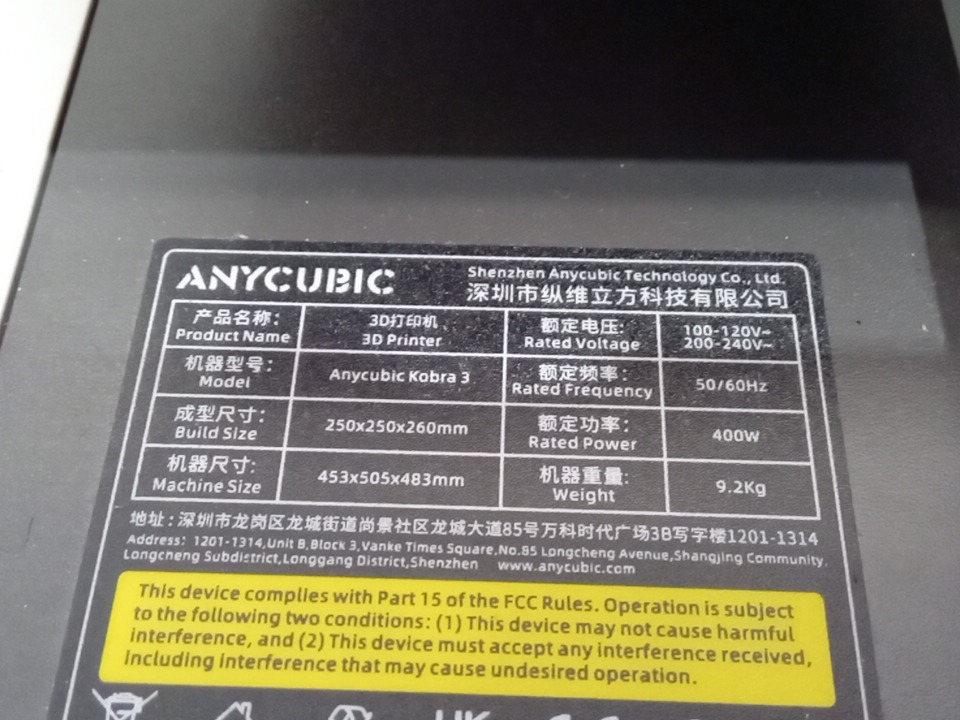 ANYCUBIC
Shenzhen Anycubic Technology Co., Ltd.
深圳市纵维立方科技有限公司
产品名称: 3D打印机 额定电压: 100-120V~
Product Name 3D Printer Rated Voltage 200-240V~
机器型号: Anycubic Kobra 3 额定频率: 50/60Hz
Model Rated Frequency
成型尺寸: 250x250x260mm 额定功率: 400W
Build Size Rated Power
机器尺寸: 453x505x483mm 机器重量: 9.2Kg
Machine Size Weight
地址:深圳市龙岗区龙城街道尚景社区龙城大道85号万科时代广场3B写字楼1201-1314
Address: 1201-1314,Unit B,Block 3,Vanke Times Square,No.85 Longcheng Avenue,Shangjing Community,
Longcheng Subdistrict,Longgang District,Shenzhen www.anycubic.com
This device complies with Part 15 of the FCC Rules. Operation is subject
to the following two conditions: (1) This device may not cause harmful
interference, and (2) This device must accept any interference received,
including interference that may cause undesired operation.